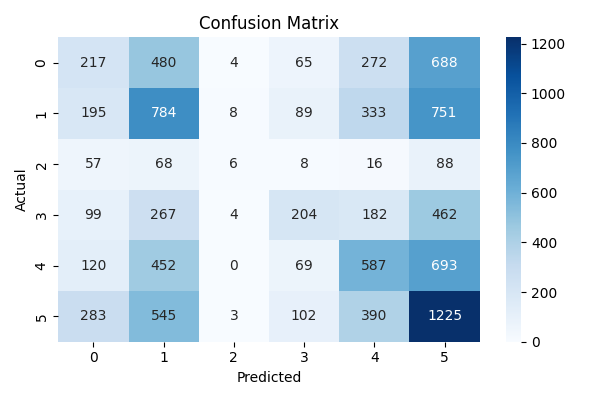 Confusion Matrix
Actual
0 217 480 4 65 272 688
1 195 784 8 89 333 751
2 57 68 6 8 16 88
3 99 267 4 204 182 462
4 120 452 0 69 587 693
5 283 545 3 102 390 1225
0 1 2 3 4 5
Predicted
1200
1000
800
600
400
200
0